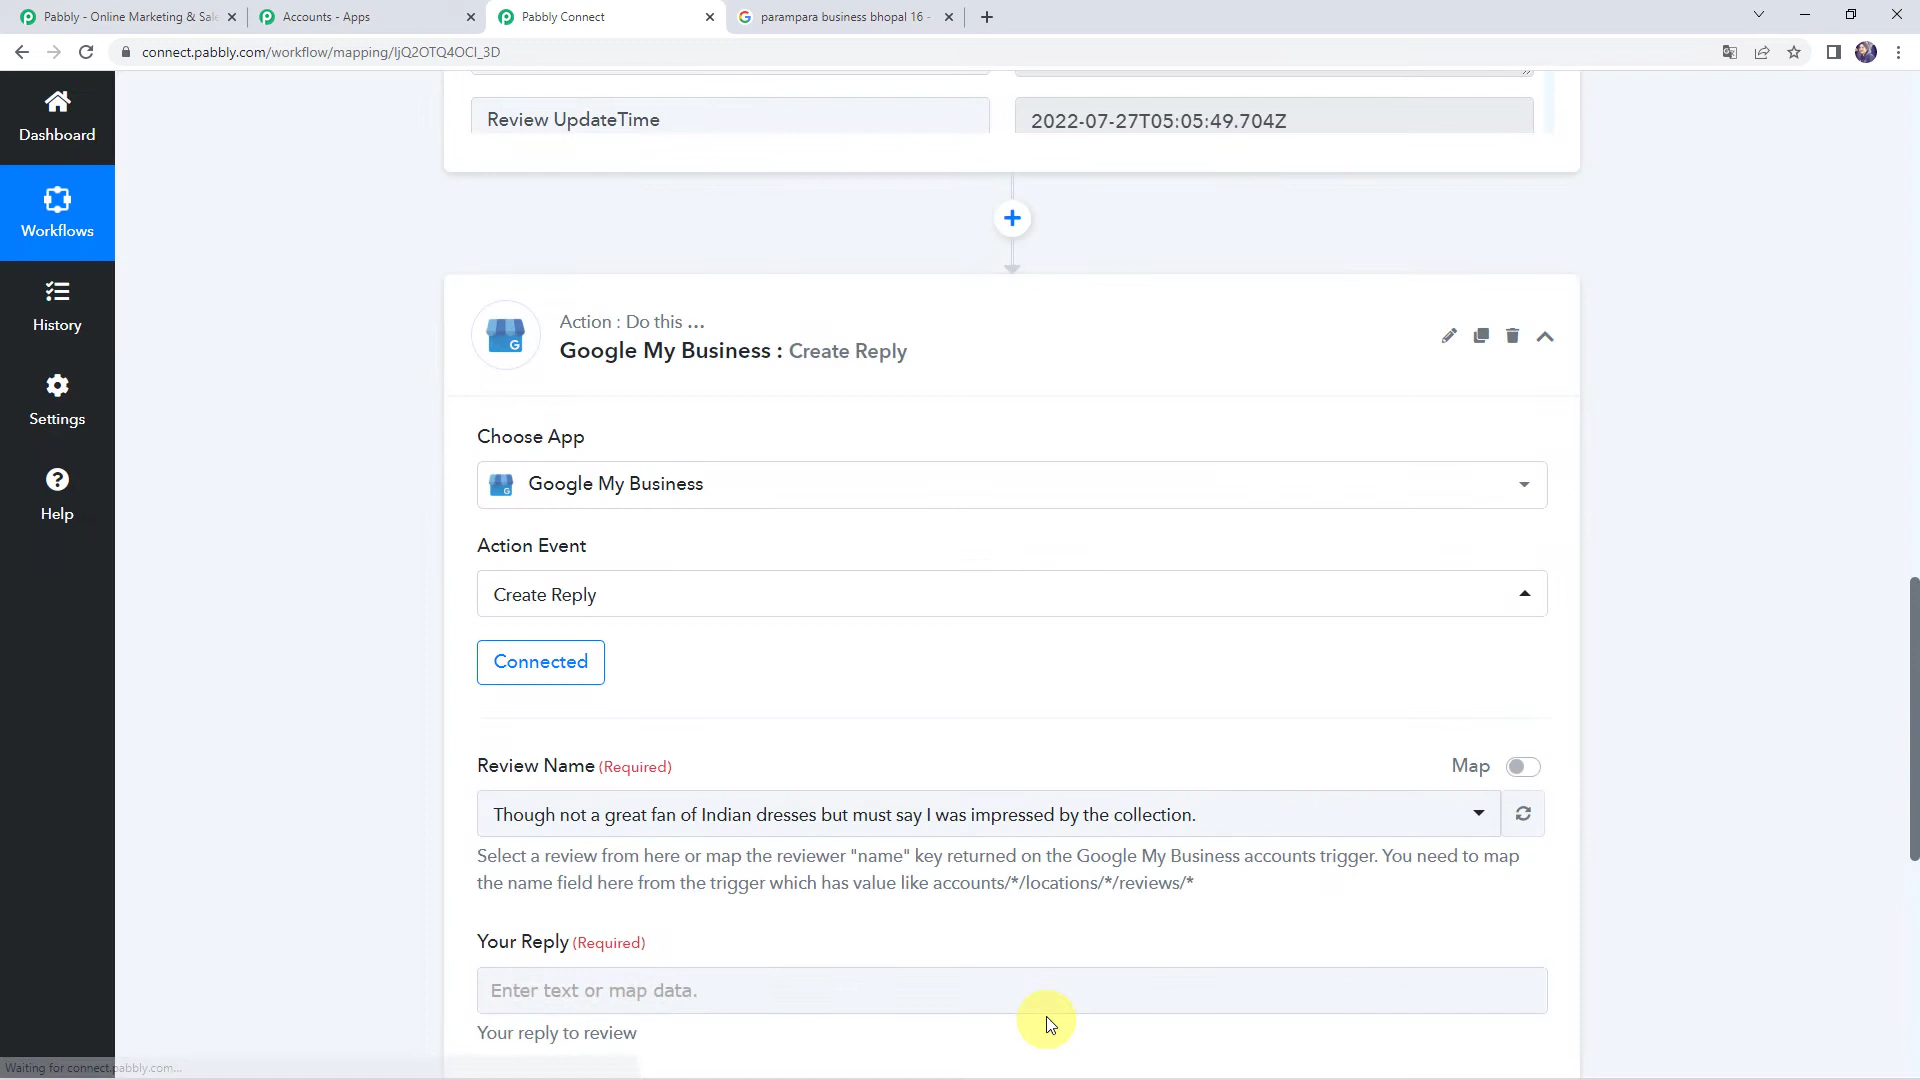 Pabbly - Online Marketing & Sale
Accounts - Apps
Pabbly Connect
parampara business bhopal 16 -
connect.pabbly.com/workflow/mapping/IjQ2OTQ4OCI_3D
Dashboard
Workflows
History
Settings
Help
Review UpdateTime
2022-07-27T05:05:49.704Z
Action : Do this ...
Google My Business : Create Reply
Choose App
Google My Business
Action Event
Create Reply
Connected
Review Name (Required)
Map
Though not a great fan of Indian dresses but must say I was impressed by the collection.
Select a review from here or map the reviewer "name" key returned on the Google My Business accounts trigger. You need to map
the name field here from the trigger which has value like accounts/*/locations/*/reviews/*
Your Reply (Required)
Enter text or map data.
Your reply to review
Waiting for connect.pabbly.com...